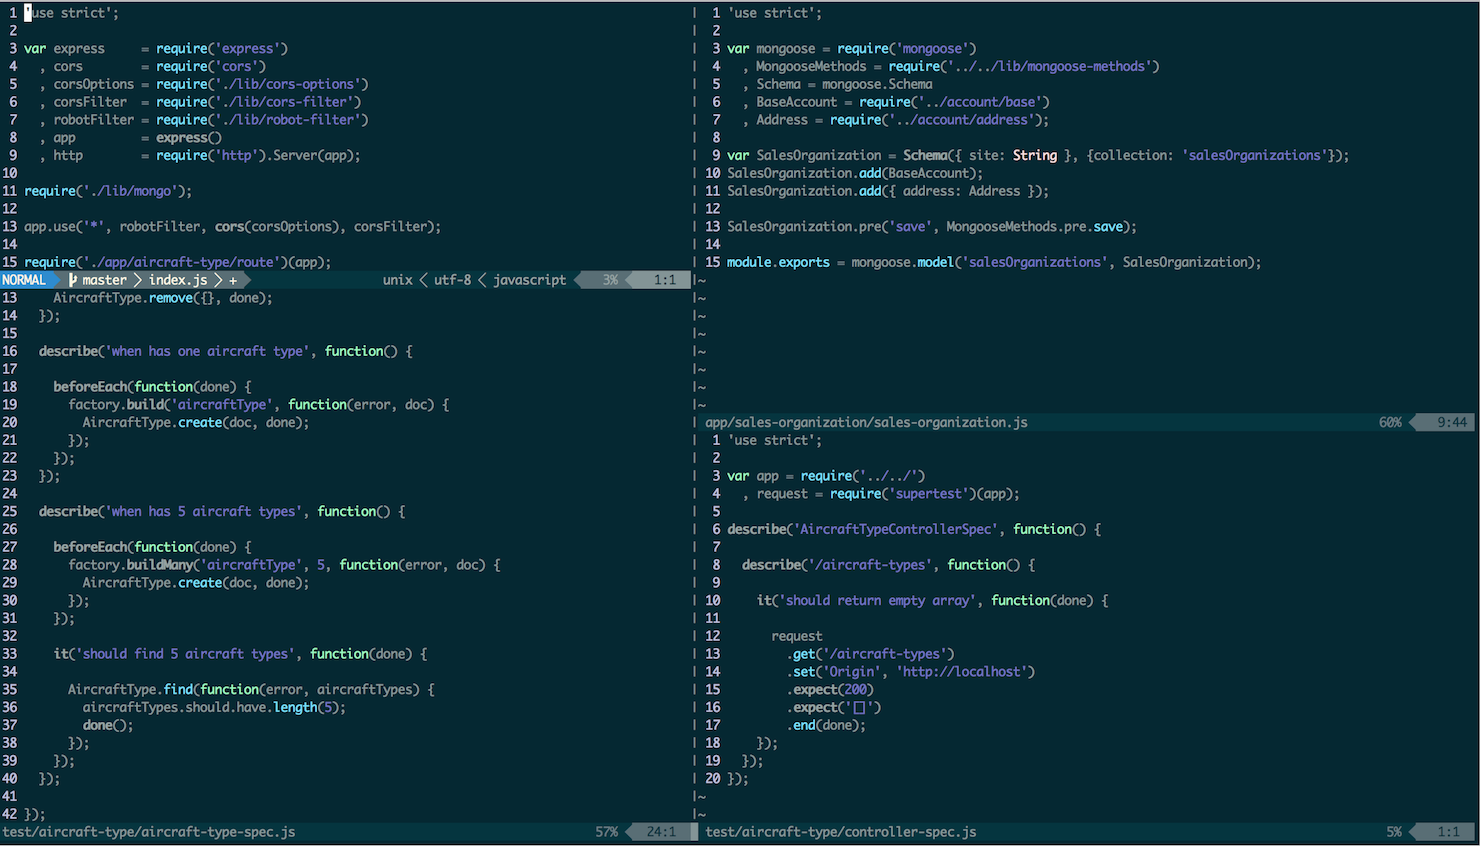 1 'use strict';
2
3 var express     = require('express')
4   , cors        = require('cors')
5   , corsOptions = require('./lib/cors-options')
6   , corsFilter  = require('./lib/cors-filter')
7   , robotFilter = require('./lib/robot-filter')
8   , app         = express()
9   , http        = require('http').Server(app);
10
11 require('./lib/mongo');
12
13 app.use('*', robotFilter, cors(corsOptions), corsFilter);
14
15 require('./app/aircraft-type/route')(app);
NORMAL master > index.js > + unix < utf-8 < javascript 3% 1:1
13     AircraftType.remove({}, done);
14   });
15
16   describe('when has one aircraft type', function() {
17
18     beforeEach(function(done) {
19       factory.build('aircraftType', function(error, doc) {
20         AircraftType.create(doc, done);
21       });
22     });
23   });
24
25   describe('when has 5 aircraft types', function() {
26
27     beforeEach(function(done) {
28       factory.buildMany('aircraftType', 5, function(error, doc) {
29         AircraftType.create(doc, done);
30       });
31     });
32
33     it('should find 5 aircraft types', function(done) {
34
35       AircraftType.find(function(error, aircraftTypes) {
36         aircraftTypes.should.have.length(5);
37         done();
38       });
39     });
40   });
41
42 });
test/aircraft-type/aircraft-type-spec.js 57% 24:1
1 'use strict';
2
3 var mongoose = require('mongoose')
4   , MongooseMethods = require('../../lib/mongoose-methods')
5   , Schema = mongoose.Schema
6   , BaseAccount = require('../account/base')
7   , Address = require('../account/address');
8
9 var SalesOrganization = Schema({ site: String }, {collection: 'salesOrganizations'});
10 SalesOrganization.add(BaseAccount);
11 SalesOrganization.add({ address: Address });
12
13 SalesOrganization.pre('save', MongooseMethods.pre.save);
14
15 module.exports = mongoose.model('salesOrganizations', SalesOrganization);
~
~
~
~
~
~
~
~
app/sales-organization/sales-organization.js 60% 9:44
1 'use strict';
2
3 var app = require('../../')
4   , request = require('supertest')(app);
5
6 describe('AircraftTypeControllerSpec', function() {
7
8   describe('/aircraft-types', function() {
9
10     it('should return empty array', function(done) {
11
12       request
13         .get('/aircraft-types')
14         .set('Origin', 'http://localhost')
15         .expect(200)
16         .expect('[]')
17         .end(done);
18     });
19   });
20 });
~
~
test/aircraft-type/controller-spec.js 5% 1:1